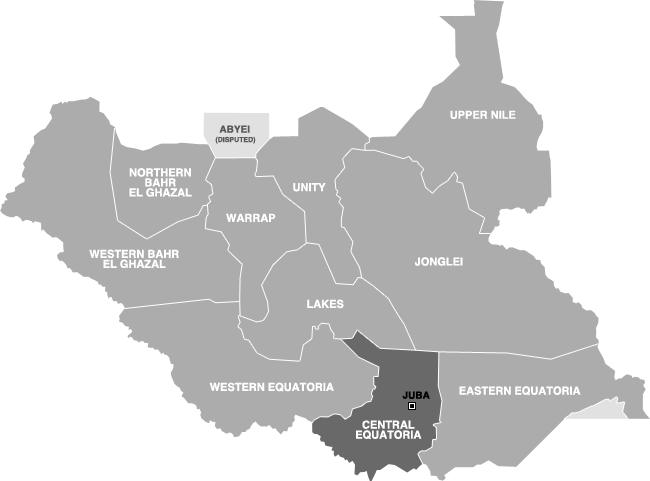 UPPER NILE
ABYEI
(DISPUTED)
NORTHERN
BAHR
EL GHAZAL
UNITY
WARRAP
WESTERN BAHR
EL GHAZAL
JONGLEI
LAKES
WESTERN EQUATORIA
EASTERN EQUATORIA
JUBA
CENTRAL
EQUATORIA